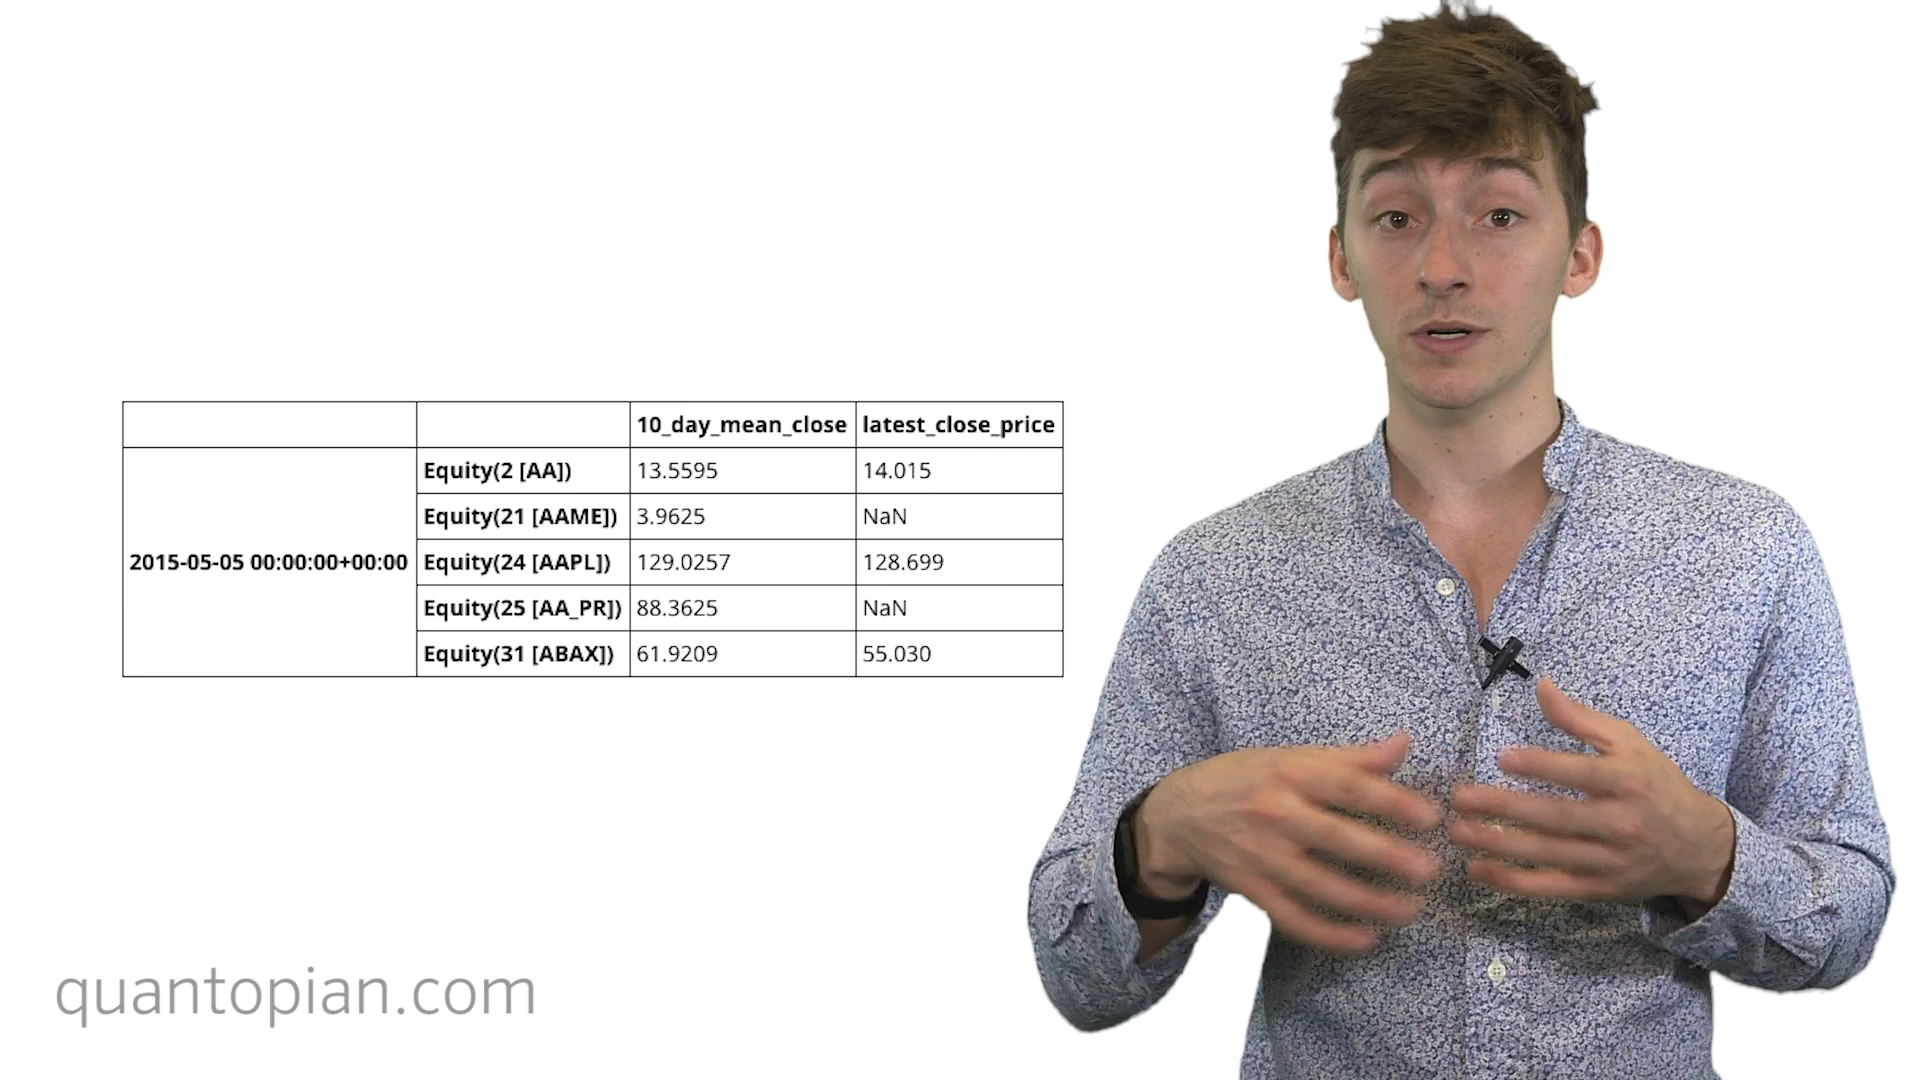 10_day_mean_close latest_close_price
Equity(2 [AA]) 13.5595 14.015
Equity(21 [AAME]) 3.9625 NaN
2015-05-05 00:00:00+00:00 Equity(24 [AAPL]) 129.0257 128.699
Equity(25 [AA_PR]) 88.3625 NaN
Equity(31 [ABAX]) 61.9209 55.030
quantopian.com